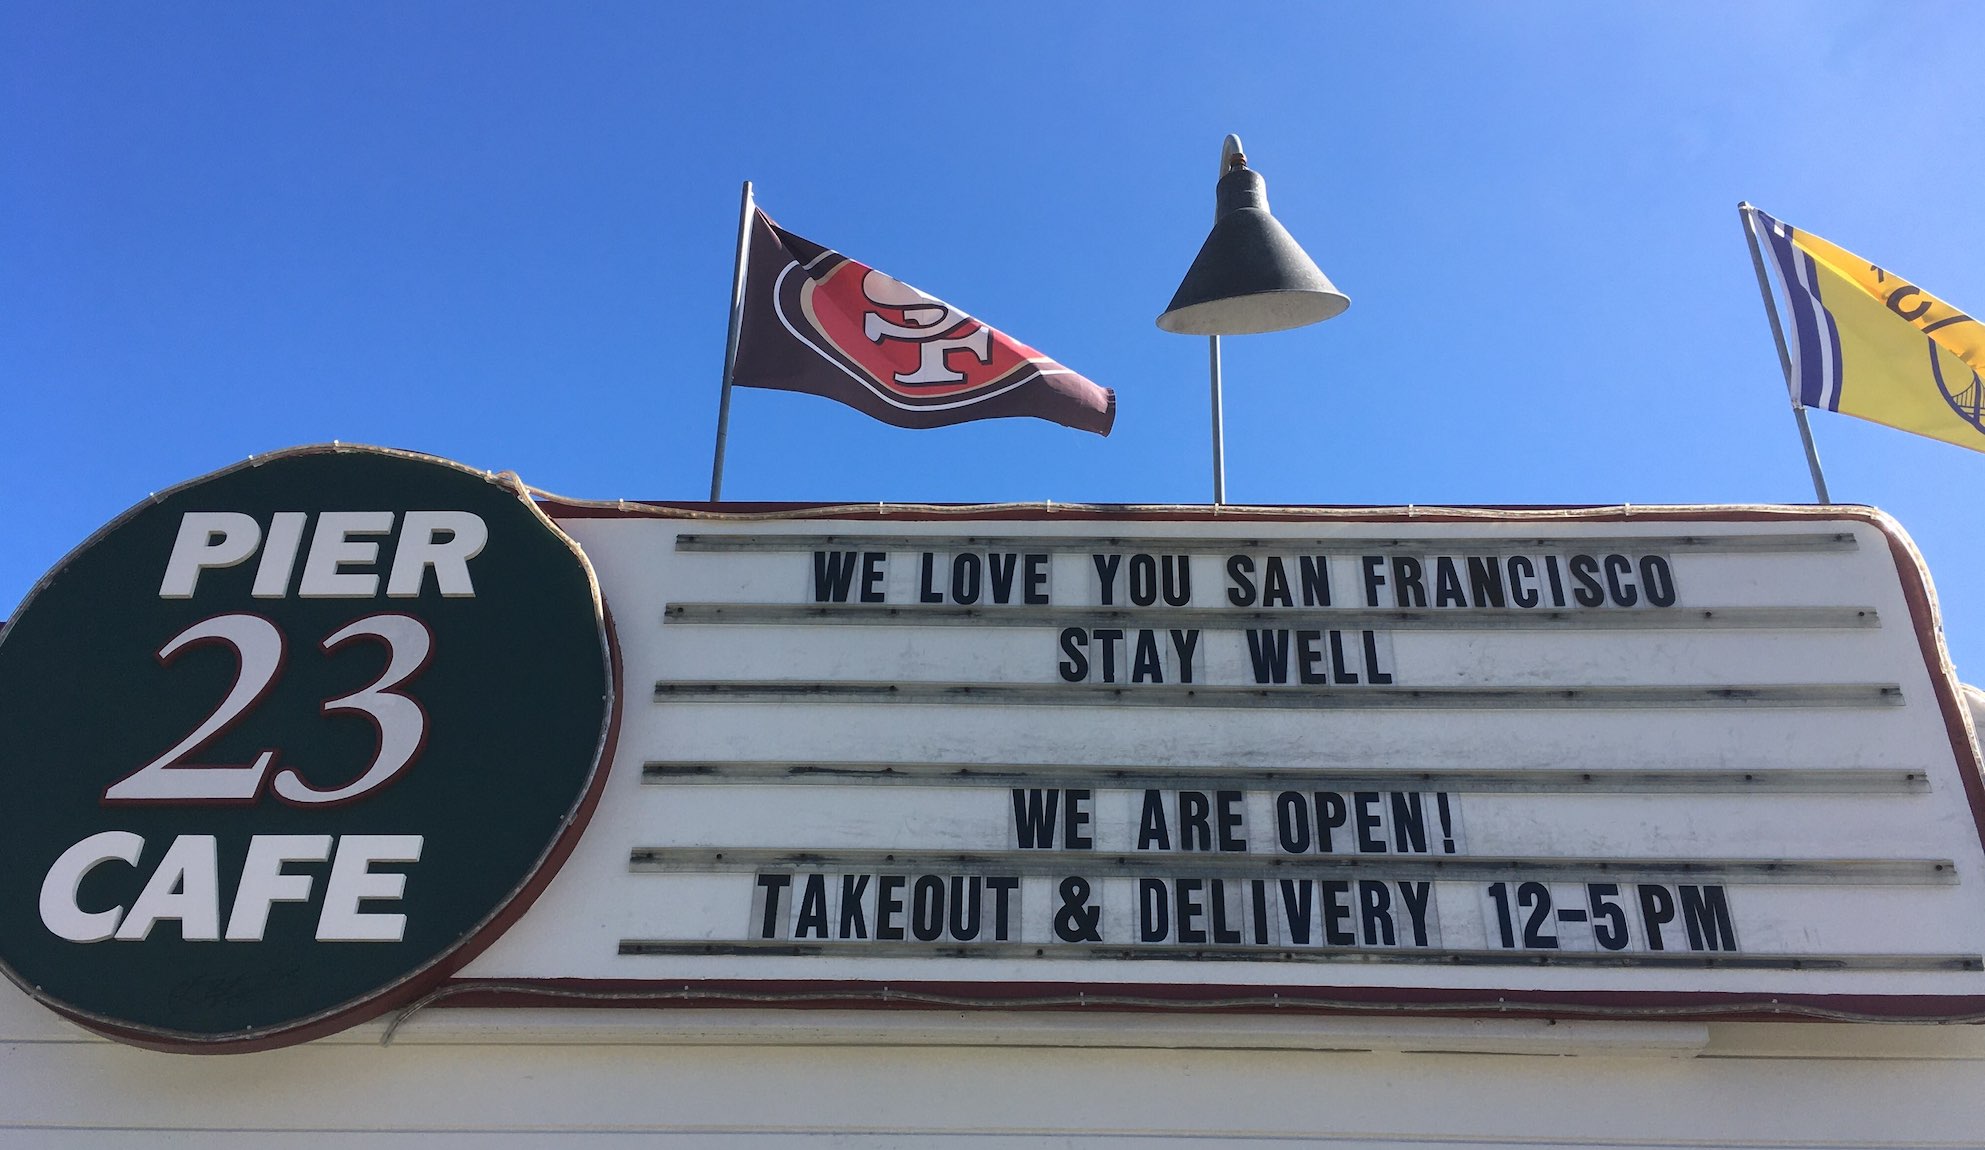 PIER
23
CAFE
SF
WE LOVE YOU SAN FRANCISCO
STAY WELL
WE ARE OPEN!
TAKEOUT & DELIVERY 12-5PM